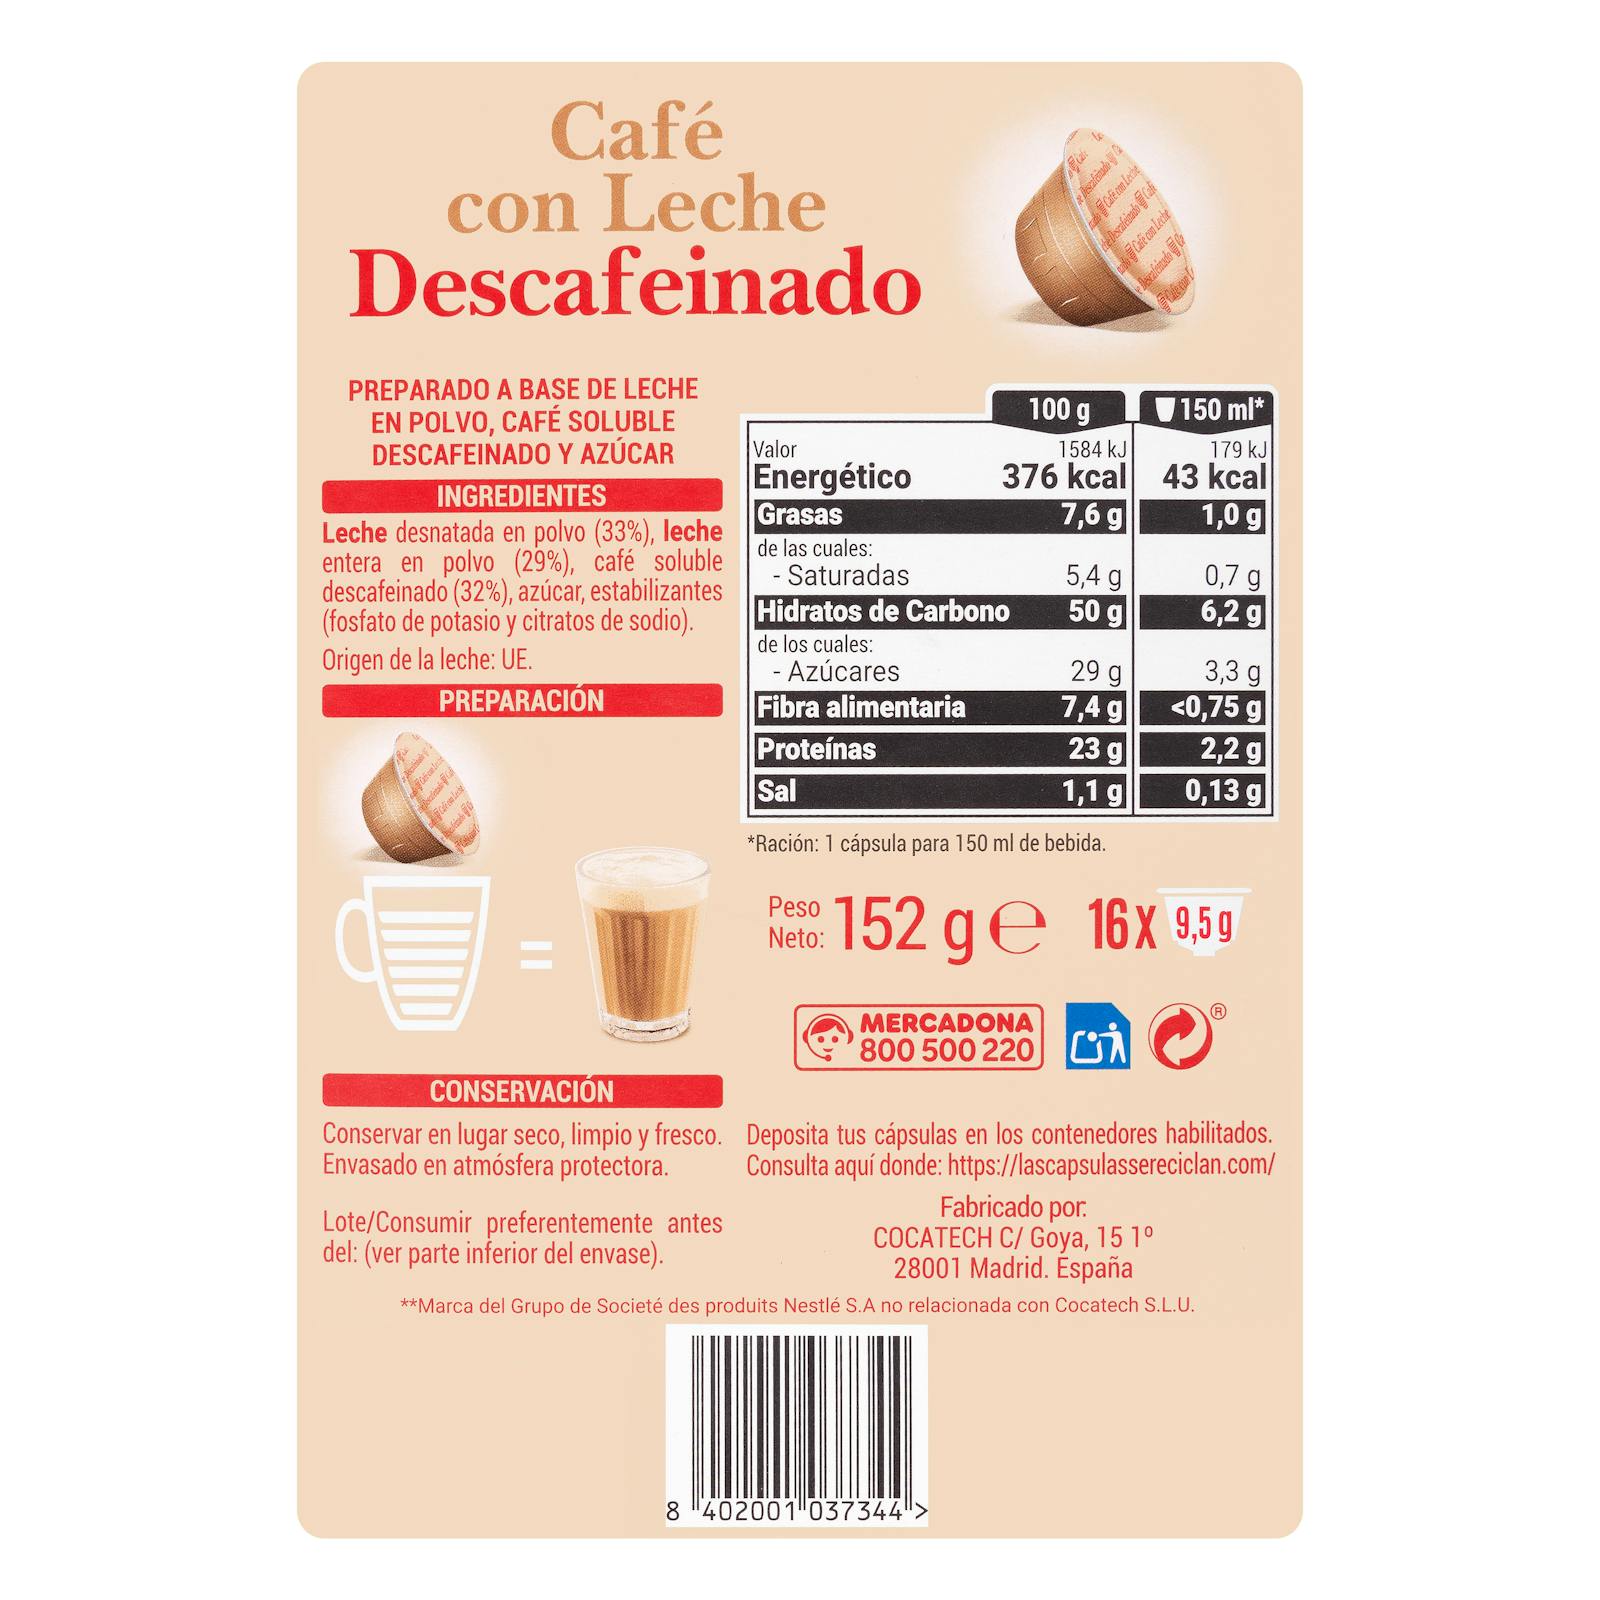 Café
con Leche
Descafeinado
PREPARADO A BASE DE LECHE
EN POLVO, CAFÉ SOLUBLE
DESCAFEINADO Y AZÚCAR
INGREDIENTES
Leche desnatada en polvo (33%), leche
entera en polvo (29%), café soluble
descafeinado (32%), azúcar, estabilizantes
(fosfato de potasio y citratos de sodio).
Origen de la leche: UE.
PREPARACIÓN
=
CONSERVACIÓN
Conservar en lugar seco, limpio y fresco.
Envasado en atmósfera protectora.
Lote/Consumir preferentemente antes
del: (ver parte inferior del envase).
100 g 150 ml*
Valor 1584 kJ 179 kJ
Energético 376 kcal 43 kcal
Grasas 7,6 g 1,0 g
de las cuales:
- Saturadas 5,4 g 0,7 g
Hidratos de Carbono 50 g 6,2 g
de los cuales:
- Azúcares 29 g 3,3 g
Fibra alimentaria 7,4 g <0,75 g
Proteínas 23 g 2,2 g
Sal 1,1 g 0,13 g
*Ración: 1 cápsula para 150 ml de bebida.
Peso
Neto: 152 g ℮ 16x 9,5 g
MERCADONA
800 500 220
®
Deposita tus cápsulas en los contenedores habilitados.
Consulta aquí donde: https://lascapsulassereciclan.com/
Fabricado por:
COCATECH C/ Goya, 15 1º
28001 Madrid. España
**Marca del Grupo de Societé des produits Nestlé S.A no relacionada con Cocatech S.L.U.
8 402001 037344 >